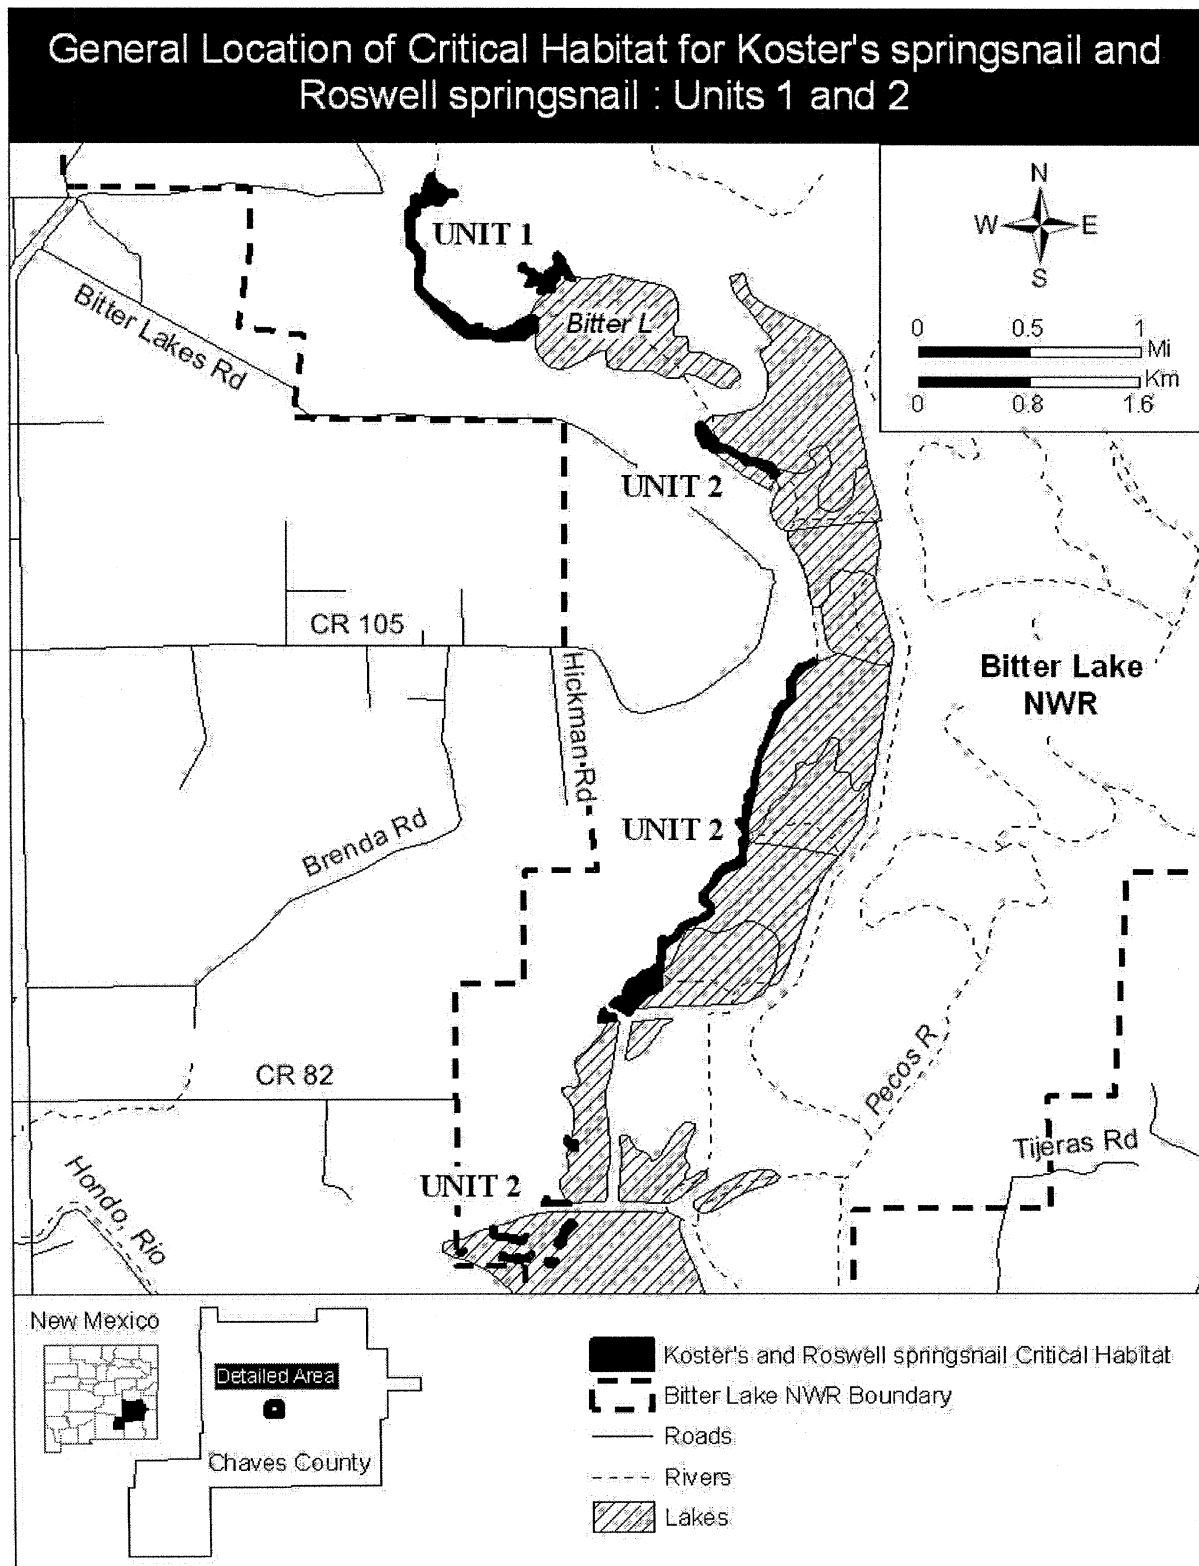 General Location of Critical Habitat for Koster's springsnail and
Roswell springsnail : Units 1 and 2
N
W E
S
0 0.5 1
Mi
Km
0 0.8 1.6
UNIT 1
Bitter L
Bitter Lakes Rd
UNIT 2
CR 105
Hickman Rd
Bitter Lake
NWR
UNIT 2
Brenda Rd
Pecos R
CR 82
Tijeras Rd
UNIT 2
Hondo, Rio
New Mexico
Detailed Area
Chaves County
Koster's and Roswell springsnail Critical Habitat
Bitter Lake NWR Boundary
Roads
Rivers
Lakes